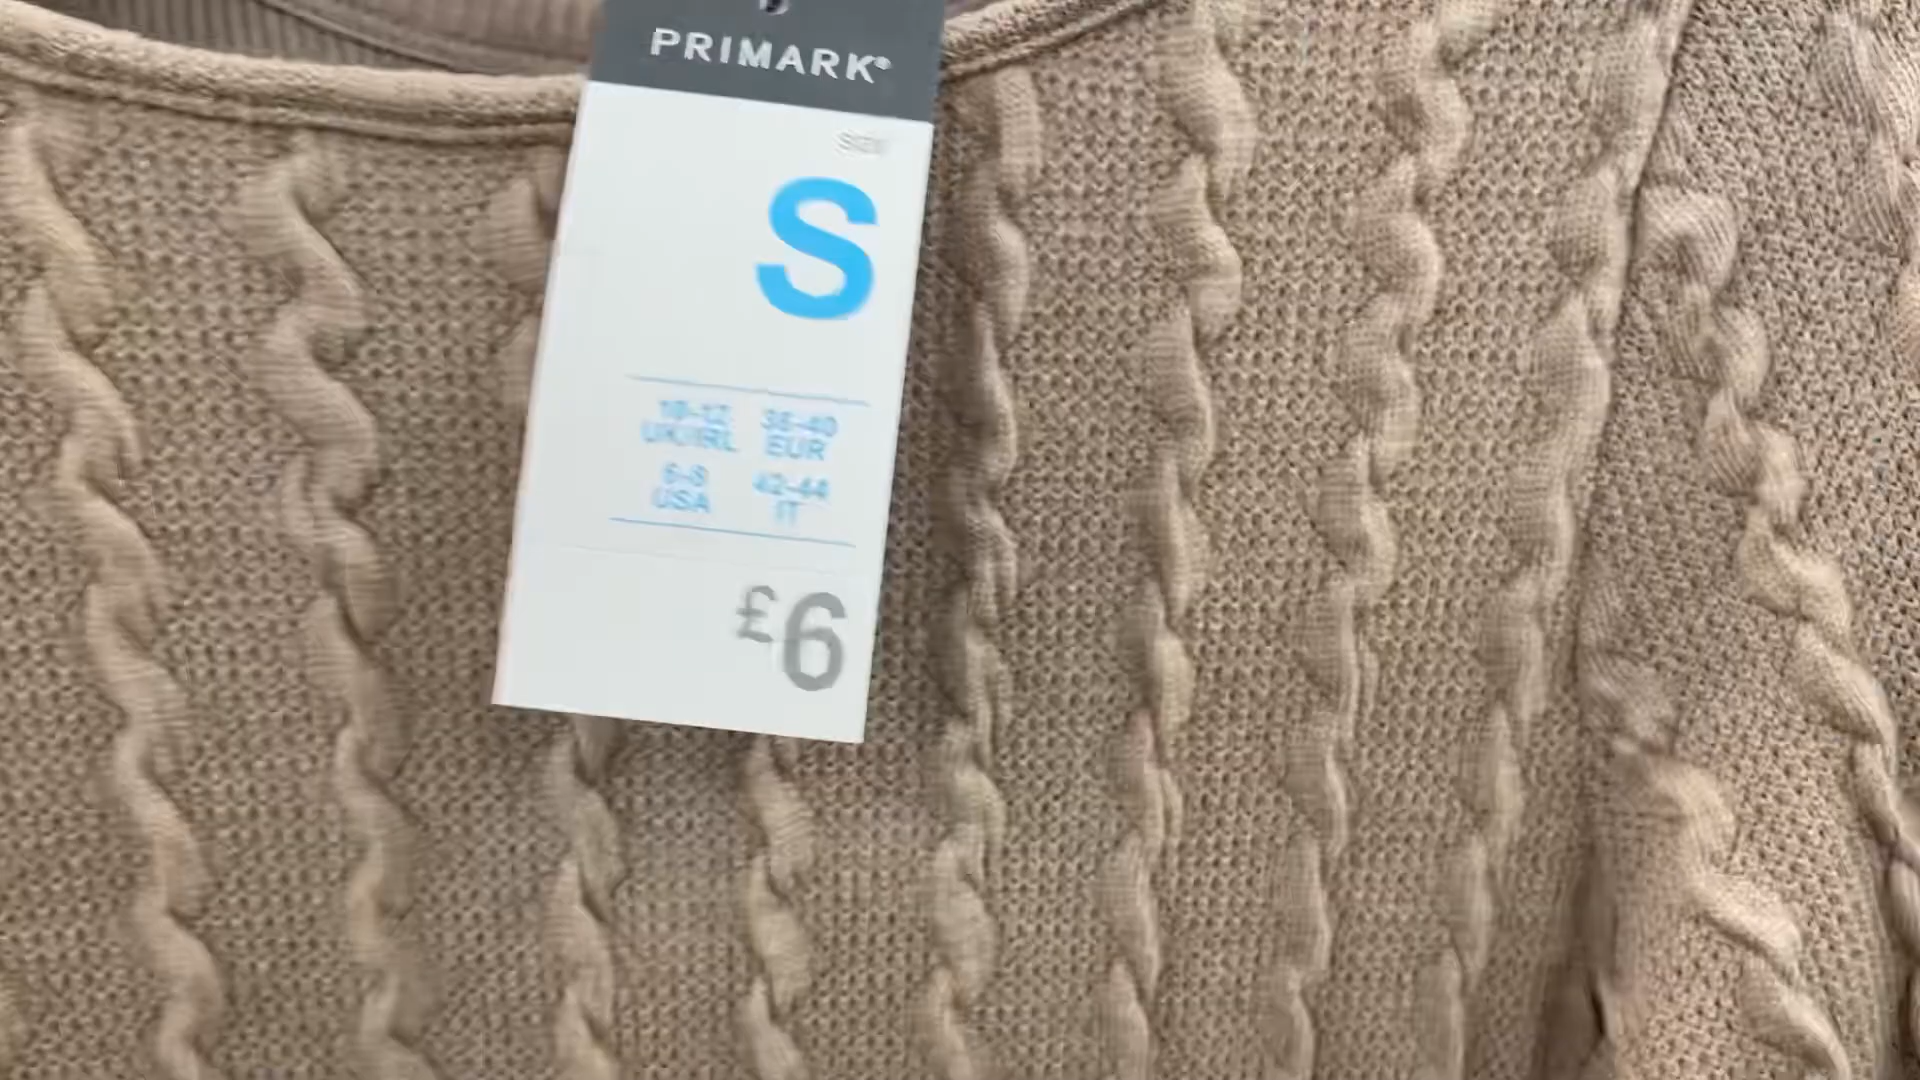 PRIMARK®
size
S
10-12 38-40
UK/IRL EUR
6-8 42-44
USA IT
£6